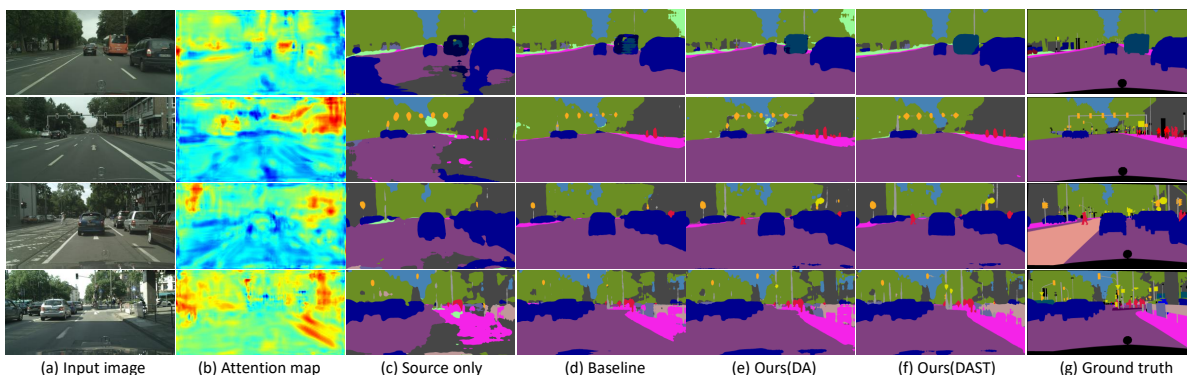 (a) Input image
(b) Attention map
(c) Source only
(d) Baseline
(e) Ours(DA)
(f) Ours(DAST)
(g) Ground truth